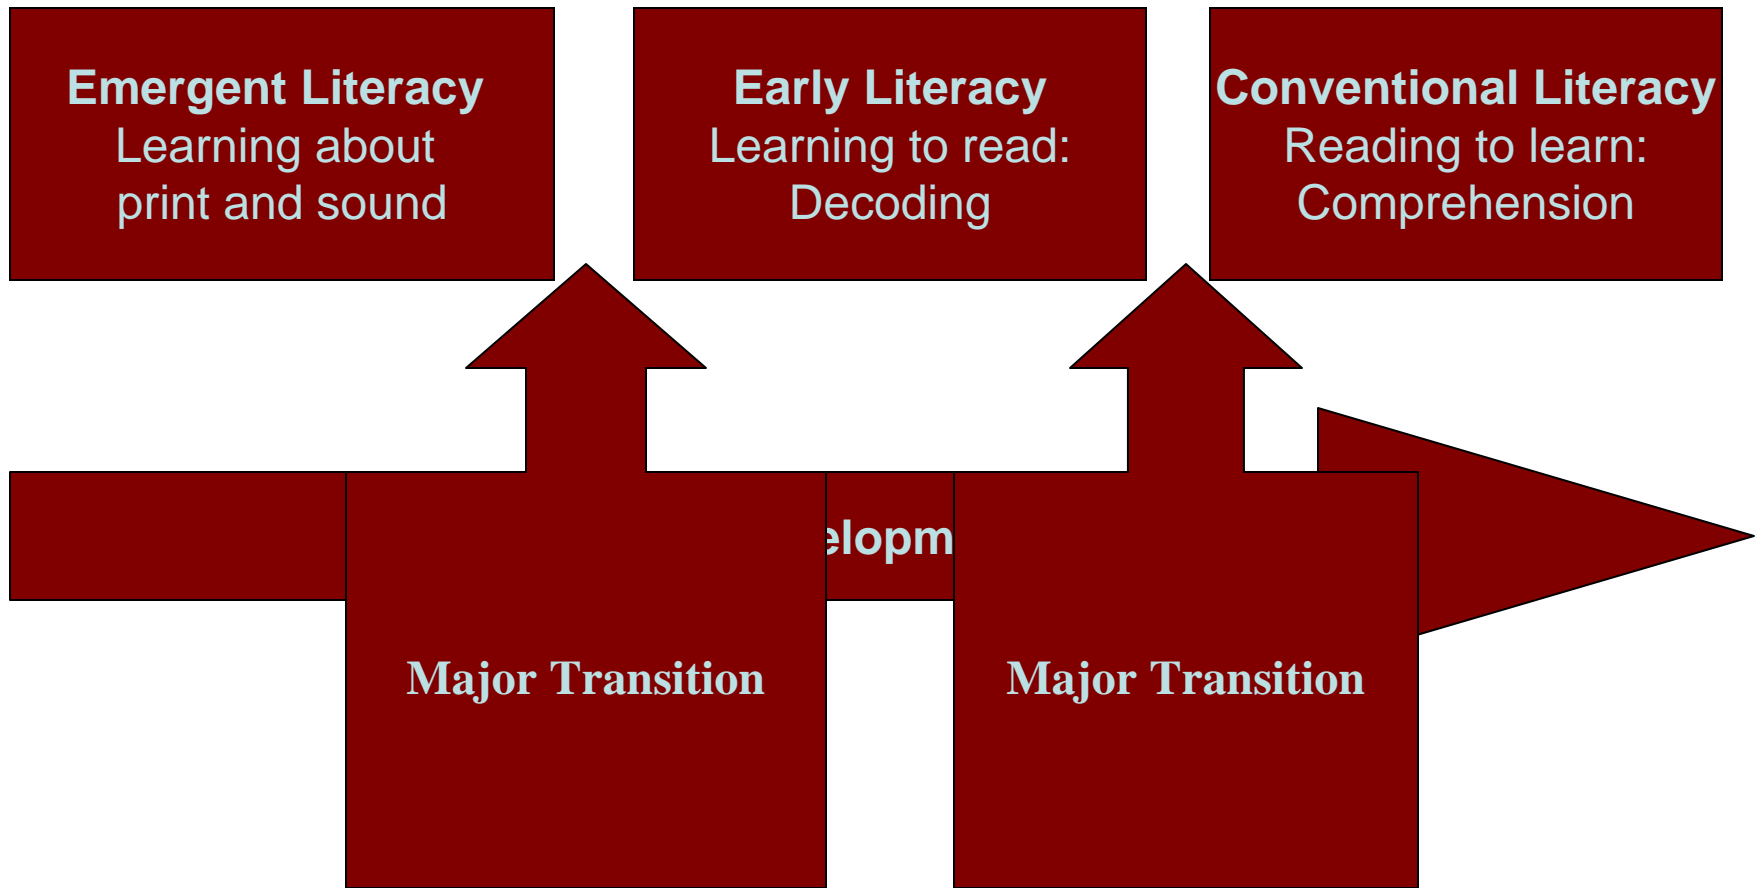 Emergent Literacy
Learning about
print and sound
Early Literacy
Learning to read:
Decoding
Conventional Literacy
Reading to learn:
Comprehension
elopm
Major Transition
Major Transition